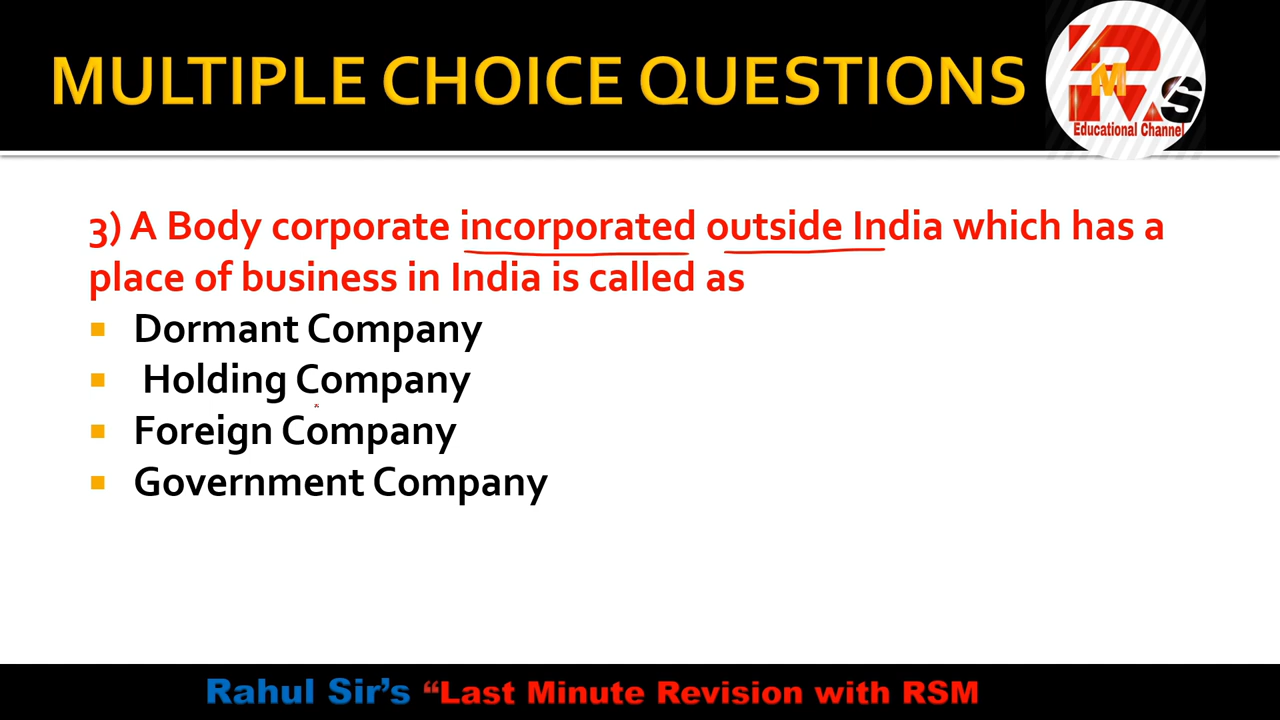 MULTIPLE CHOICE QUESTIONS
RMS
Educational Channel
3) A Body corporate incorporated outside India which has a
place of business in India is called as
Dormant Company
Holding Company
Foreign Company
Government Company
Rahul Sir's “Last Minute Revision with RSM